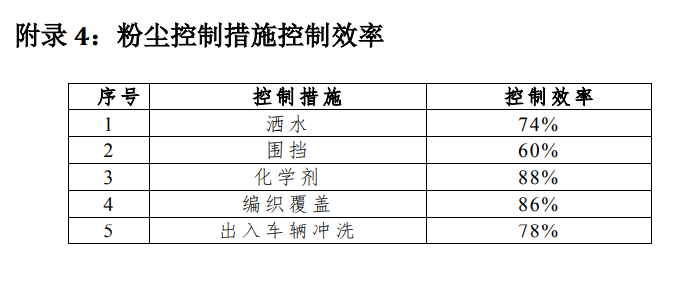 附录 4：粉尘控制措施控制效率
序号 控制措施 控制效率
1 洒水 74%
2 围挡 60%
3 化学剂 88%
4 编织覆盖 86%
5 出入车辆冲洗 78%